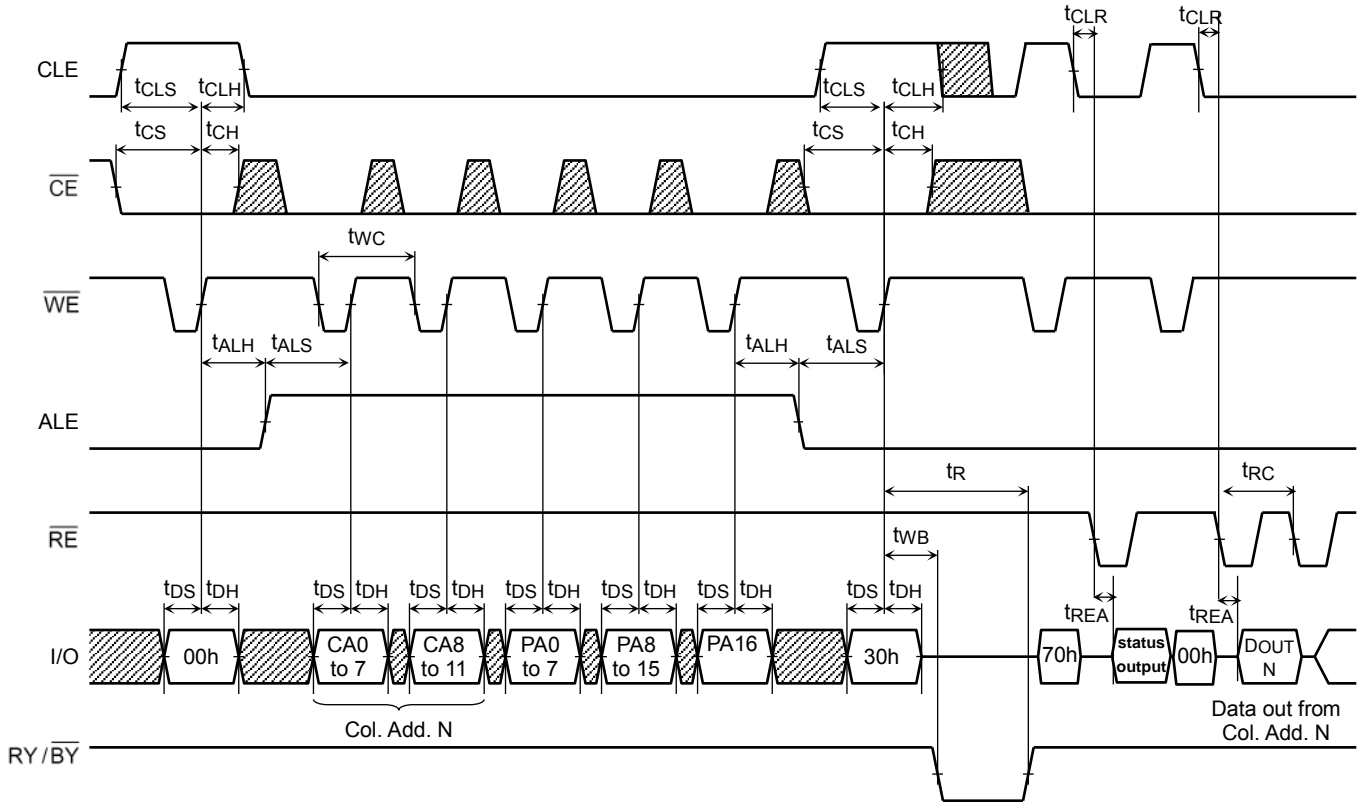 tCLR tCLR
CLE
tCLS tCLH tCLS tCLH
tCS tCH tCS tCH
CE
tWC
WE
tALH tALS tALH tALS
ALE
tR tRC
RE
tWB
tDS tDH tDS tDH tDS tDH tDS tDH tDS tDH tDS tDH tDS tDH
tREA tREA
I/O
00h
CA0
to 7
CA8
to 11
PA0
to 7
PA8
to 15
PA16
30h
70h
status
output
00h
DOUT
N
Col. Add. N
Data out from
Col. Add. N
RY/BY